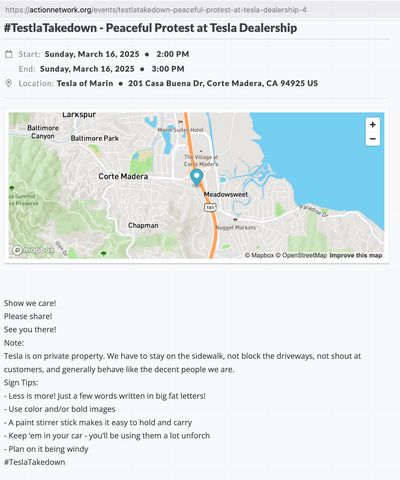 https://actionnetwork.org/events/testlatakedown-peaceful-protest-at-tesla-dealership-4
#TestlaTakedown - Peaceful Protest at Tesla Dealership
Start: Sunday, March 16, 2025 • 2:00 PM
End: Sunday, March 16, 2025 • 3:00 PM
Location: Tesla of Marin • 201 Casa Buena Dr, Corte Madera, CA 94925 US
Larkspur
Marin Suites Hotel
Baltimore
Canyon
Baltimore Park
+
−
The Village at
Corte Madera
Corte Madera
Meadowsweet
e Summit
ce Preserve
101
Paradise Dr
Chapman
Nugget Markets
Glen Dr
mapbox
© Mapbox © OpenStreetMap Improve this map
Show we care!
Please share!
See you there!
Note:
Tesla is on private property. We have to stay on the sidewalk, not block the driveways, not shout at
customers, and generally behave like the decent people we are.
Sign Tips:
- Less is more! Just a few words written in big fat letters!
- Use color and/or bold images
- A paint stirrer stick makes it easy to hold and carry
- Keep 'em in your car - you'll be using them a lot unforch
- Plan on it being windy
#TeslaTakedown